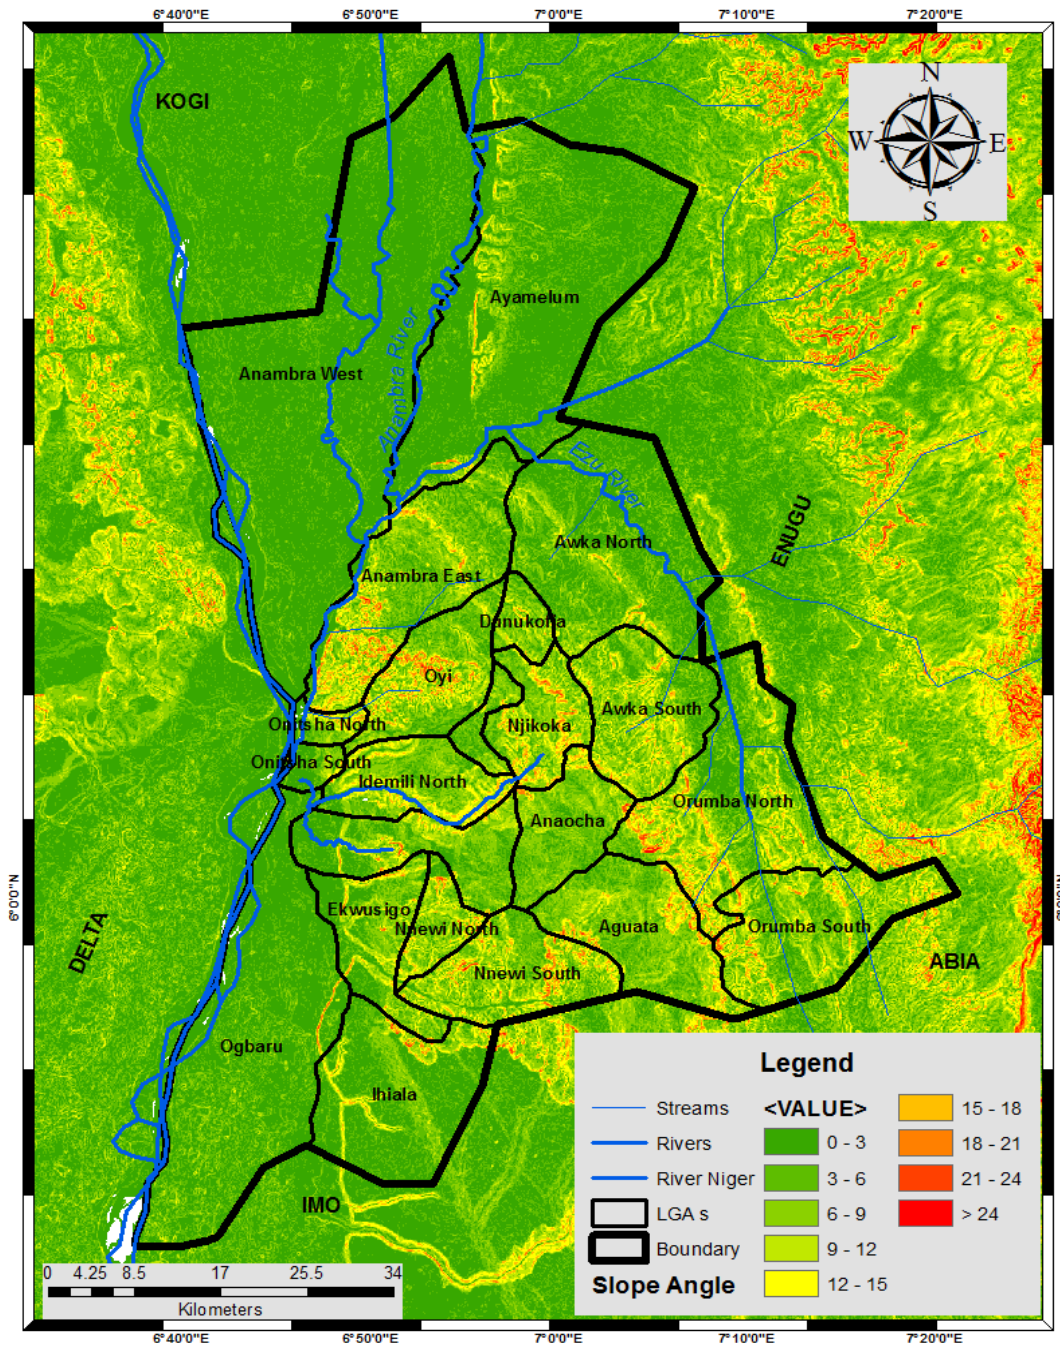 6°40'0"E
6°50'0"E
7°0'0"E
7°10'0"E
7°20'0"E
KOGI
N
W
E
S
Ayamelum
Anambra West
Anambra River
Ezu River
ENUGU
Awka North
Anambra East
Dunukofia
Oyi
Awka South
Onitsha North
Njikoka
Onitsha South
Idemili North
Orumba North
Anaocha
6°0'0"N
6°0'0"N
Ekwusigo
Nnewi North
Aguata
Orumba South
DELTA
ABIA
Nnewi South
Ogbaru
Ihiala
IMO
Legend
Streams
Rivers
River Niger
LGA s
Boundary
Slope Angle
<VALUE>
0 - 3
3 - 6
6 - 9
9 - 12
12 - 15
15 - 18
18 - 21
21 - 24
> 24
0 4.25 8.5 17 25.5 34
Kilometers
6°40'0"E
6°50'0"E
7°0'0"E
7°10'0"E
7°20'0"E